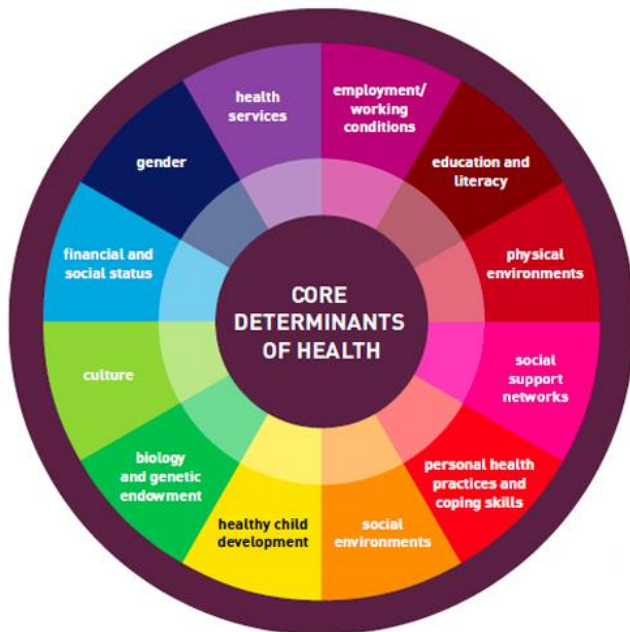 CORE
DETERMINANTS
OF HEALTH
employment/
working
conditions
education and
literacy
physical
environments
social
support
networks
personal health
practices and
coping skills
social
environments
healthy child
development
biology
and genetic
endowment
culture
financial and
social status
gender
health
services